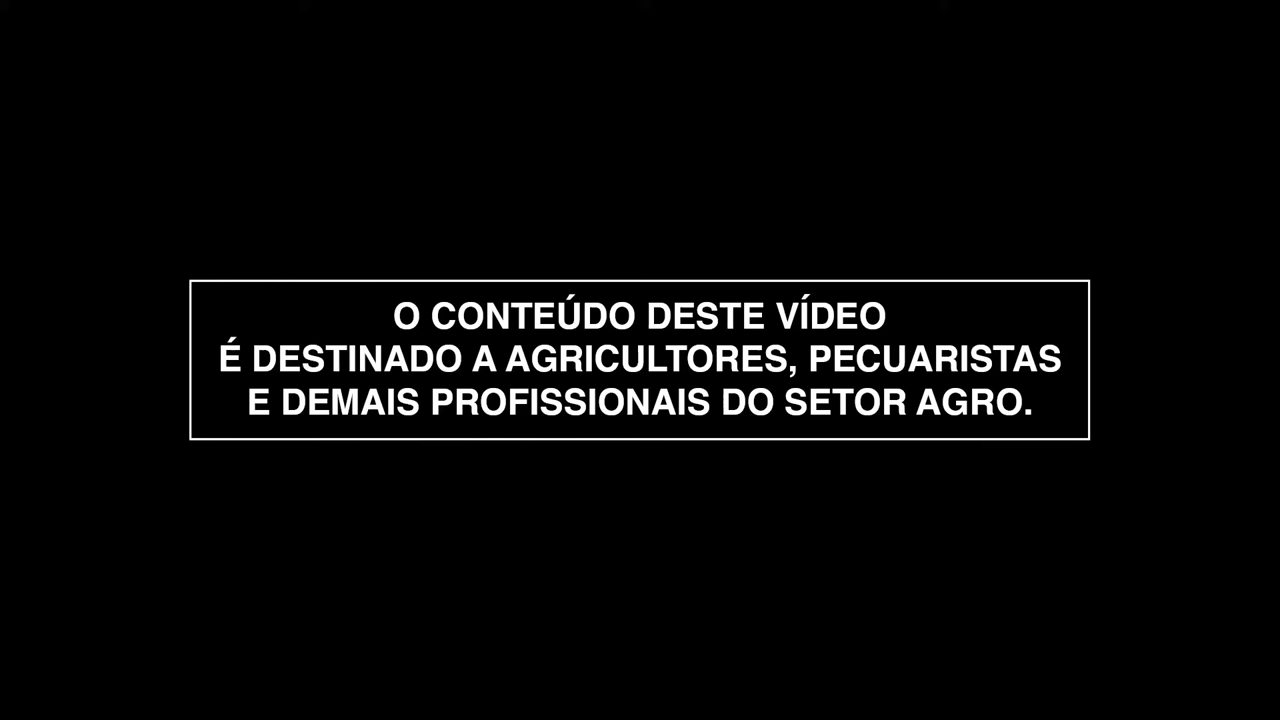 O CONTEÚDO DESTE VÍDEO
É DESTINADO A AGRICULTORES, PECUARISTAS
E DEMAIS PROFISSIONAIS DO SETOR AGRO.